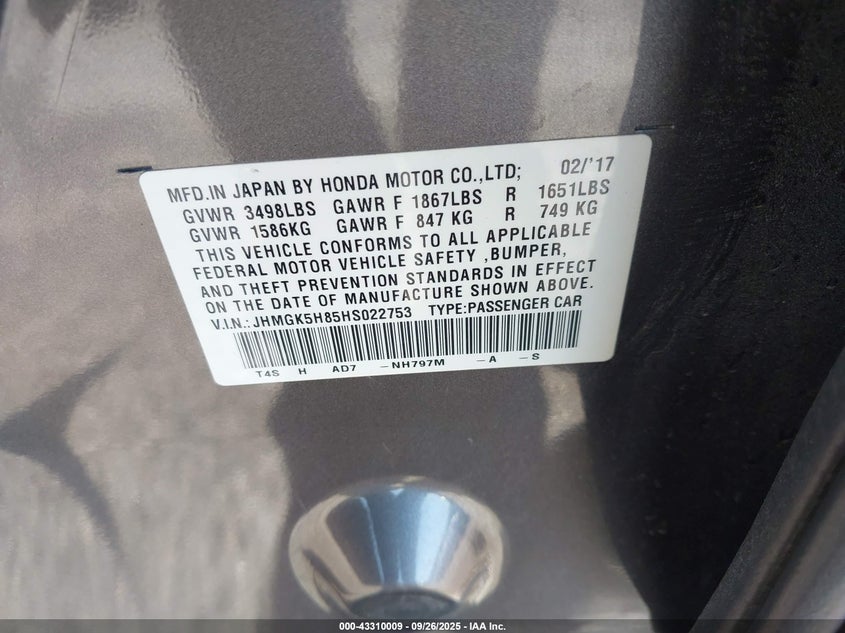 MFD.IN JAPAN BY HONDA MOTOR CO.,LTD; 02/'17
GVWR 3498LBS GAWR F 1867LBS R 1651LBS
GVWR 1586KG GAWR F 847 KG R 749 KG
THIS VEHICLE CONFORMS TO ALL APPLICABLE
FEDERAL MOTOR VEHICLE SAFETY ,BUMPER,
AND THEFT PREVENTION STANDARDS IN EFFECT
ON THE DATE OF MANUFACTURE SHOWN ABOVE.
V.I.N.: JHMGK5H85HS022753 TYPE:PASSENGER CAR
T4S H AD7 -NH797M -A -S
000-43310009 - 09/26/2025 - IAA Inc.